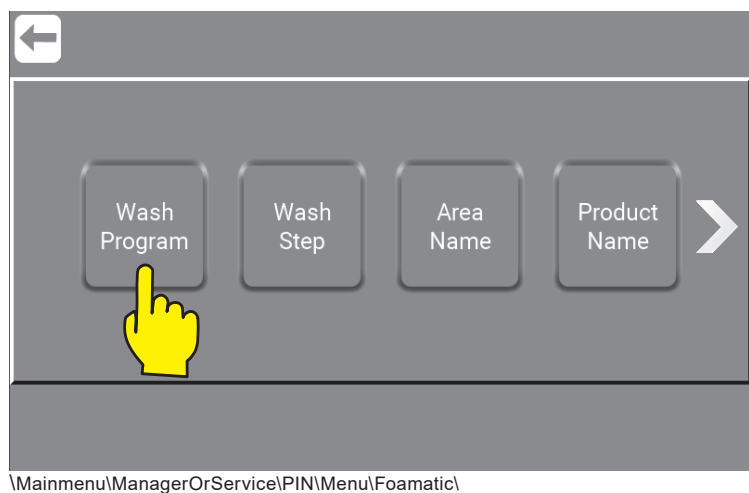 Wash
Program
Wash
Step
Area
Name
Product
Name
\Mainmenu\ManagerOrService\PIN\Menu\Foamatic\